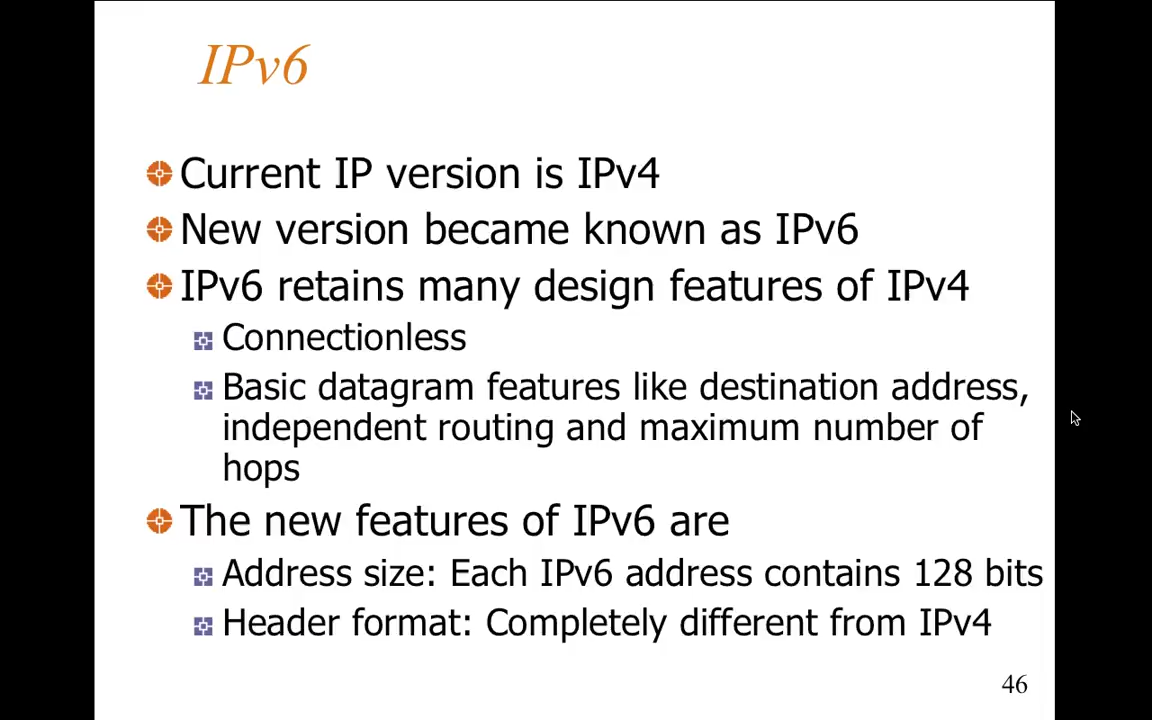 IPv6
Current IP version is IPv4
New version became known as IPv6
IPv6 retains many design features of IPv4
Connectionless
Basic datagram features like destination address,
independent routing and maximum number of
hops
The new features of IPv6 are
Address size: Each IPv6 address contains 128 bits
Header format: Completely different from IPv4
46